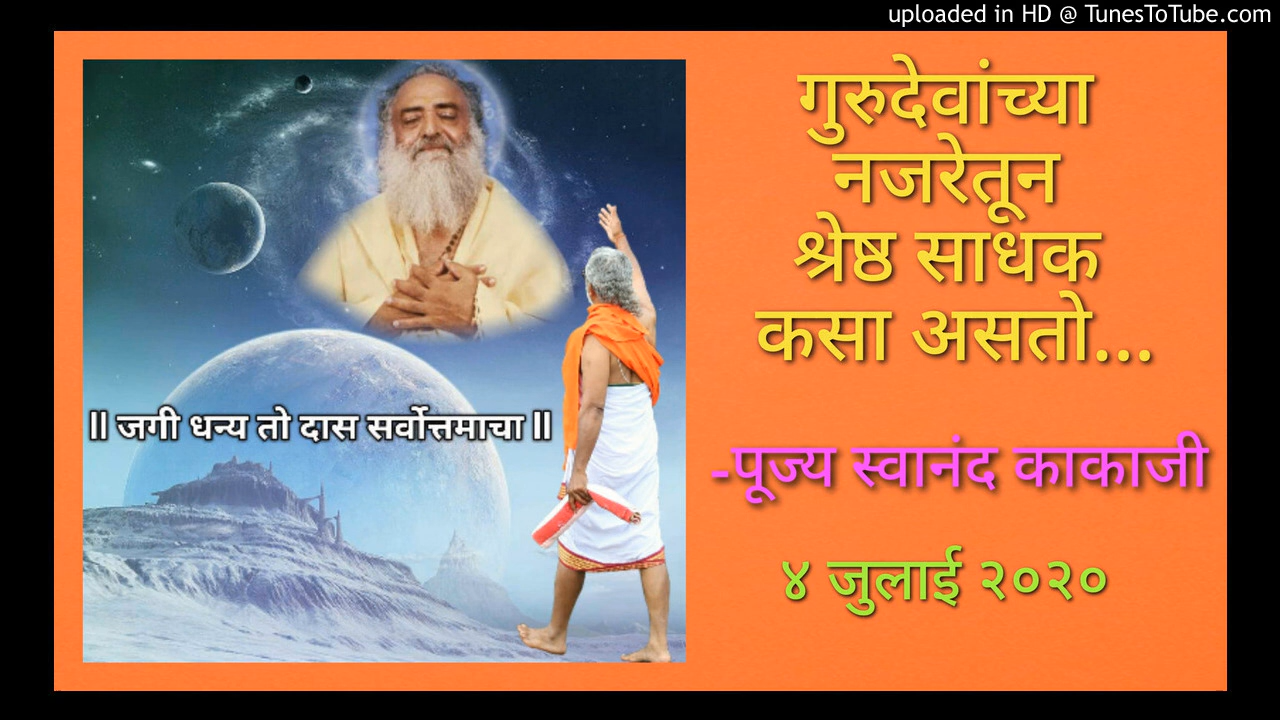 uploaded in HD @ TunesToTube.com
गुरुदेवांच्या
नजरेतून
श्रेष्ठ साधक
कसा असतो...
॥ जगी धन्य तो दास सर्वोत्तमाचा ॥
-पूज्य स्वानंद काकाजी
४ जुलाई २०२०